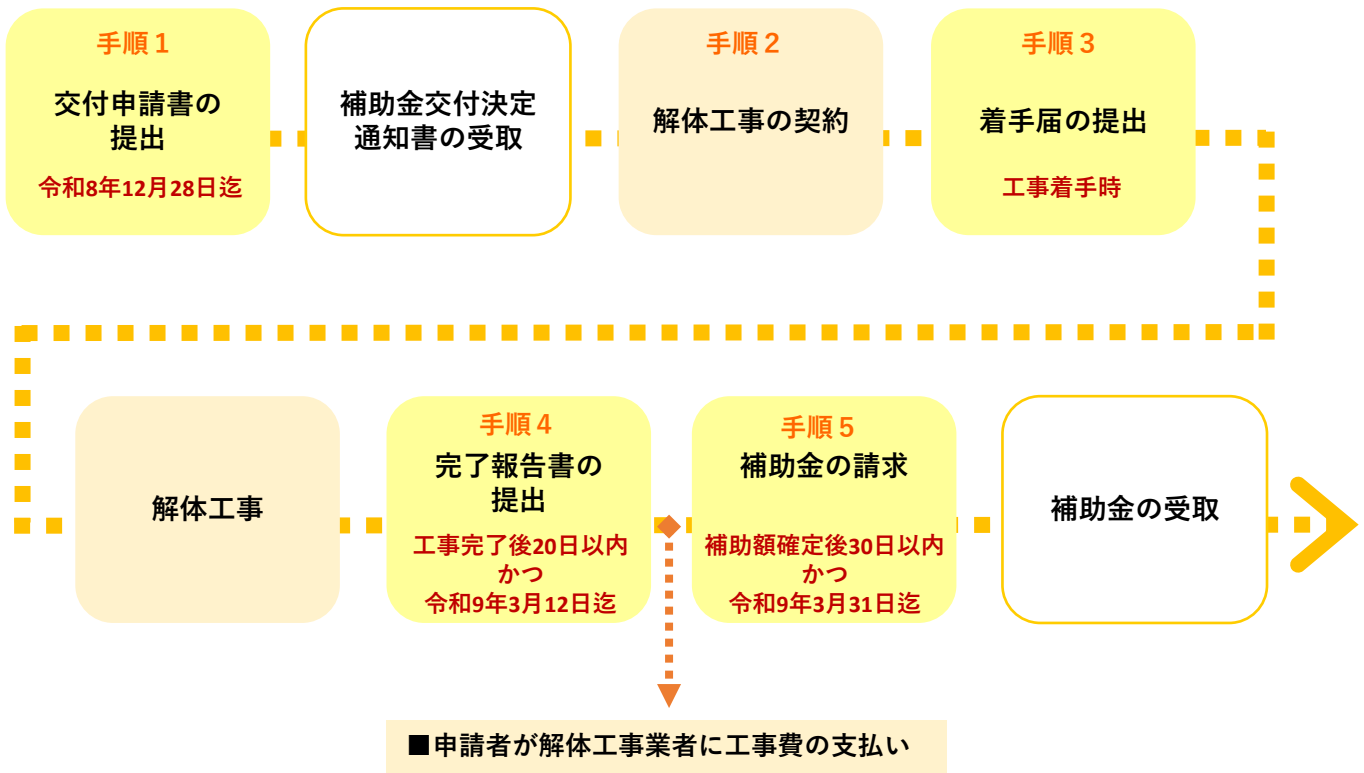 手順１
交付申請書の
提出
令和8年12月28日迄
補助金交付決定
通知書の受取
手順２
解体工事の契約
手順３
着手届の提出
工事着手時
解体工事
手順４
完了報告書の
提出
工事完了後20日以内
かつ
令和9年3月12日迄
手順５
補助金の請求
補助額確定後30日以内
かつ
令和9年3月31日迄
補助金の受取
■申請者が解体工事業者に工事費の支払い